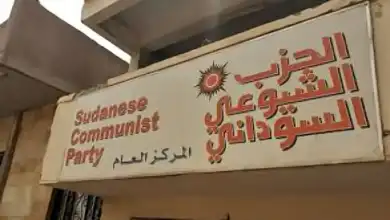 الحزب
الشيوعي
السوداني
Sudanese
Communist
Party
المركز العام